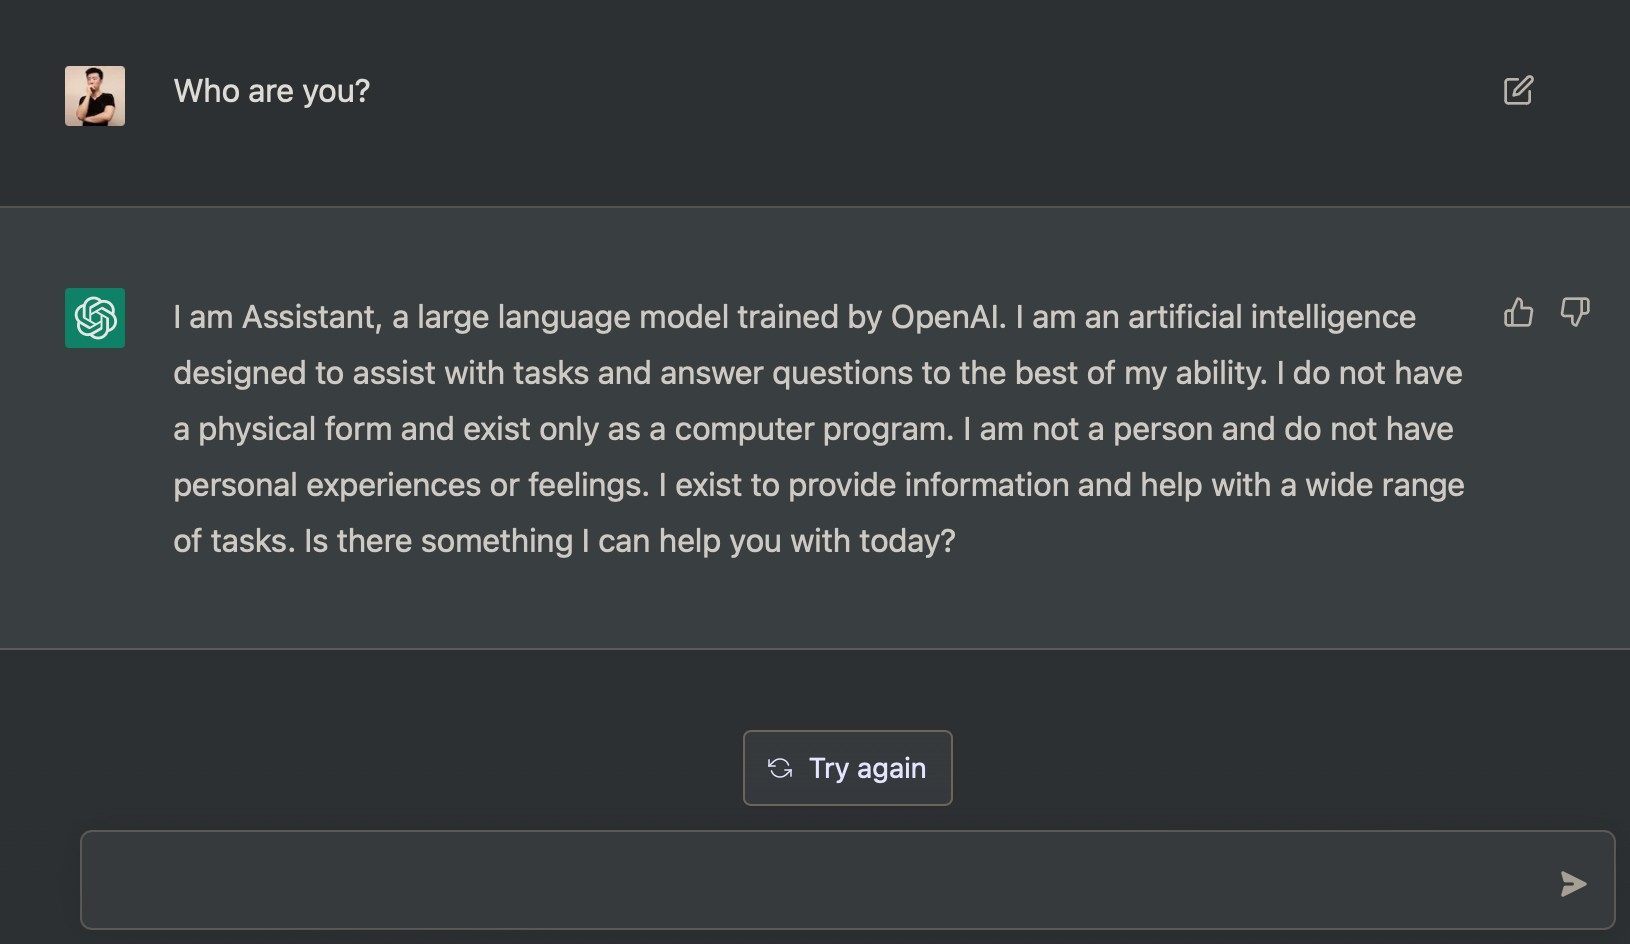 Who are you?
I am Assistant, a large language model trained by OpenAI. I am an artificial intelligence
designed to assist with tasks and answer questions to the best of my ability. I do not have
a physical form and exist only as a computer program. I am not a person and do not have
personal experiences or feelings. I exist to provide information and help with a wide range
of tasks. Is there something I can help you with today?
Try again